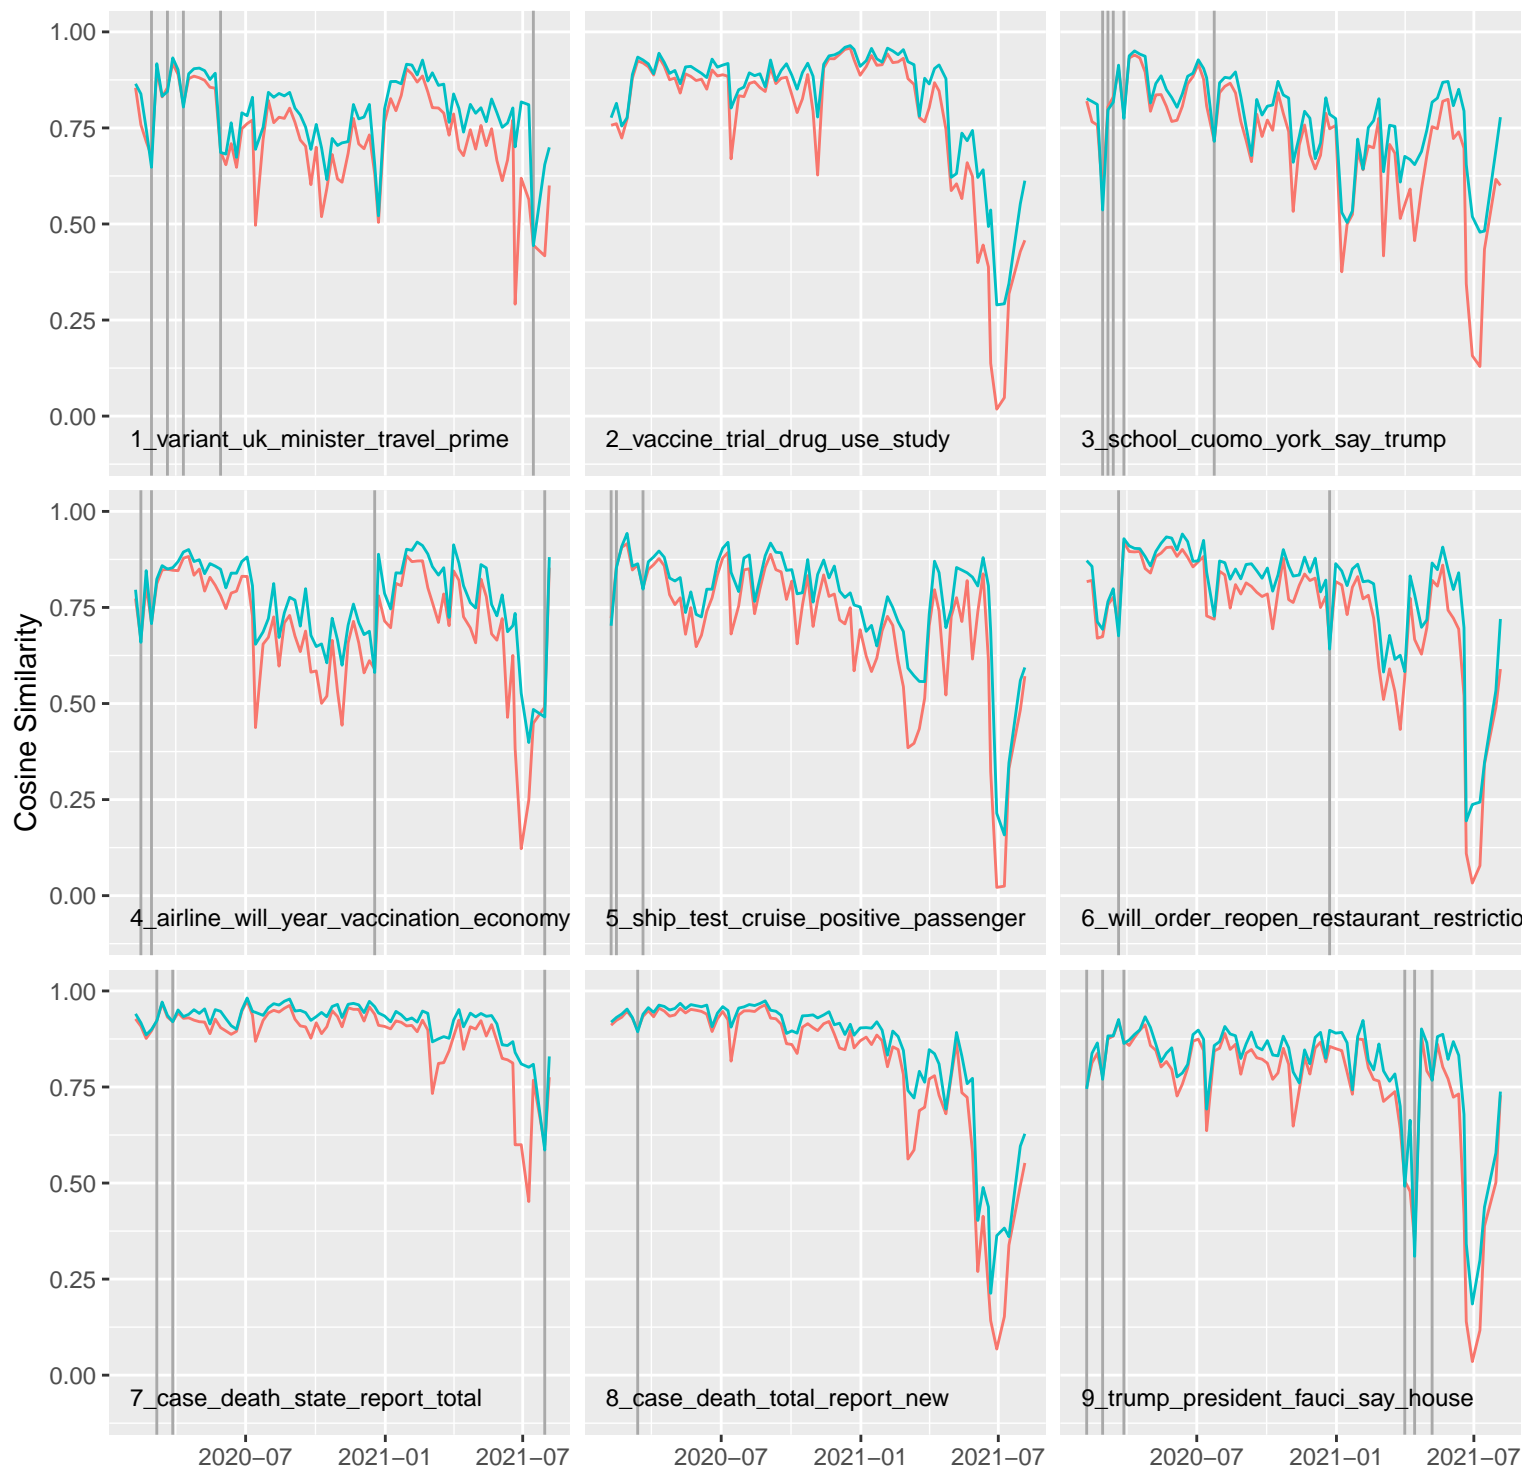 1.00
0.75
0.50
0.25
0.00
1_variant_uk_minister_travel_prime
2_vaccine_trial_drug_use_study
3_school_cuomo_york_say_trump
Cosine Similarity
1.00
0.75
0.50
0.25
0.00
4_airline_will_year_vaccination_economy
5_ship_test_cruise_positive_passenger
6_will_order_reopen_restaurant_restrictio
1.00
0.75
0.50
0.25
0.00
7_case_death_state_report_total
8_case_death_total_report_new
9_trump_president_fauci_say_house
2020−07 2021−01 2021−07 2020−07 2021−01 2021−07 2020−07 2021−01 2021−07